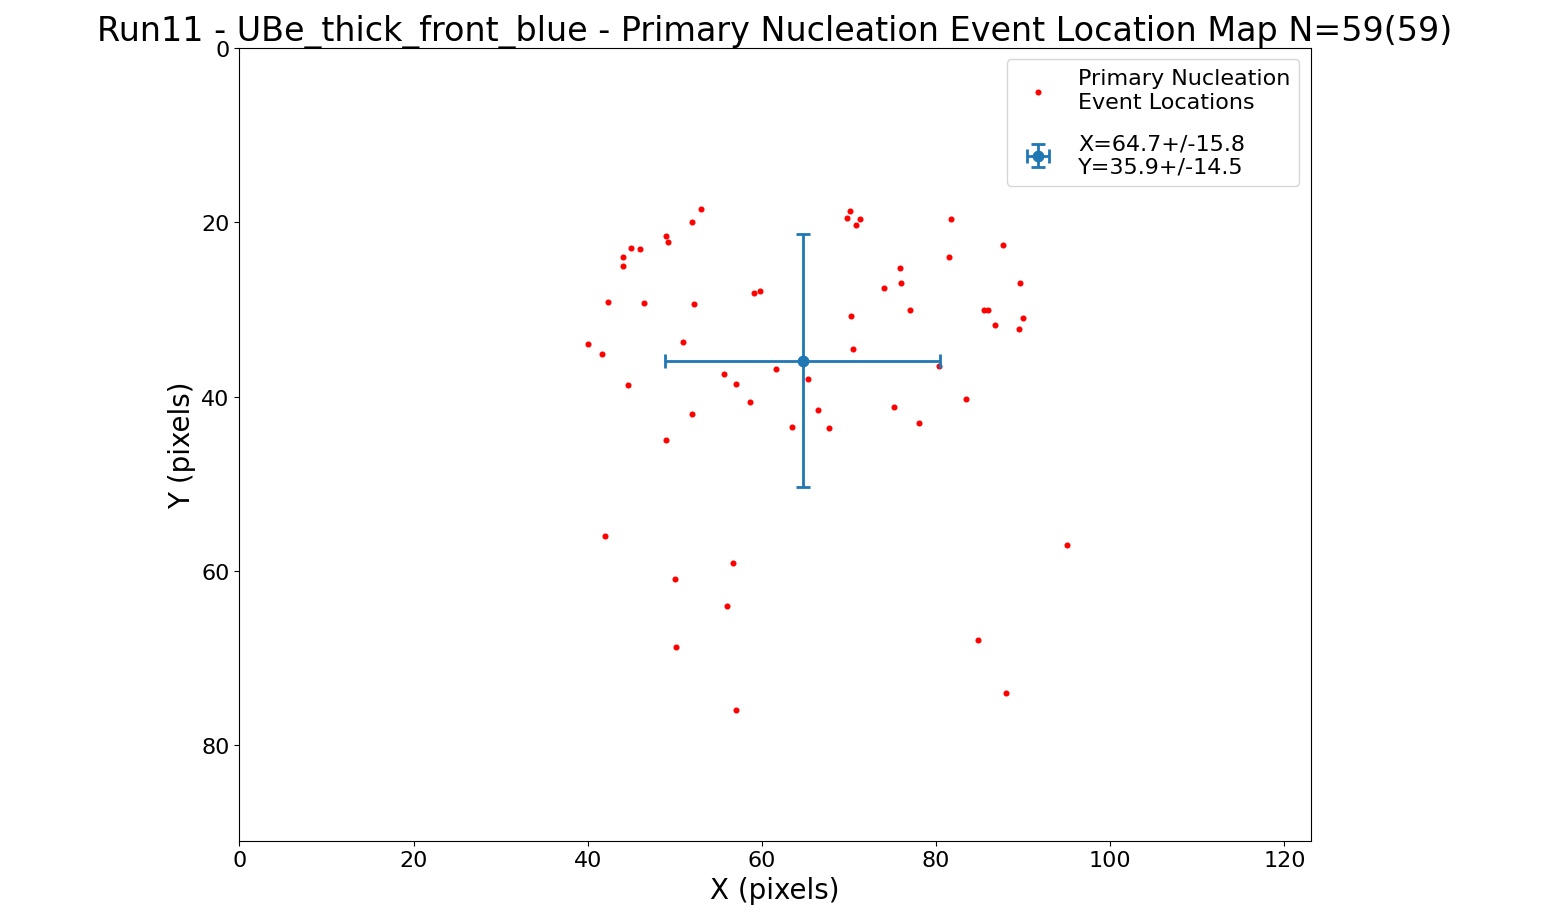 Run11 - UBe_thick_front_blue - Primary Nucleation Event Location Map N=59(59)
Primary Nucleation
Event Locations
X=64.7+/-15.8
Y=35.9+/-14.5
0
20
40
60
80
Y (pixels)
0
20
40
60
80
100
120
X (pixels)